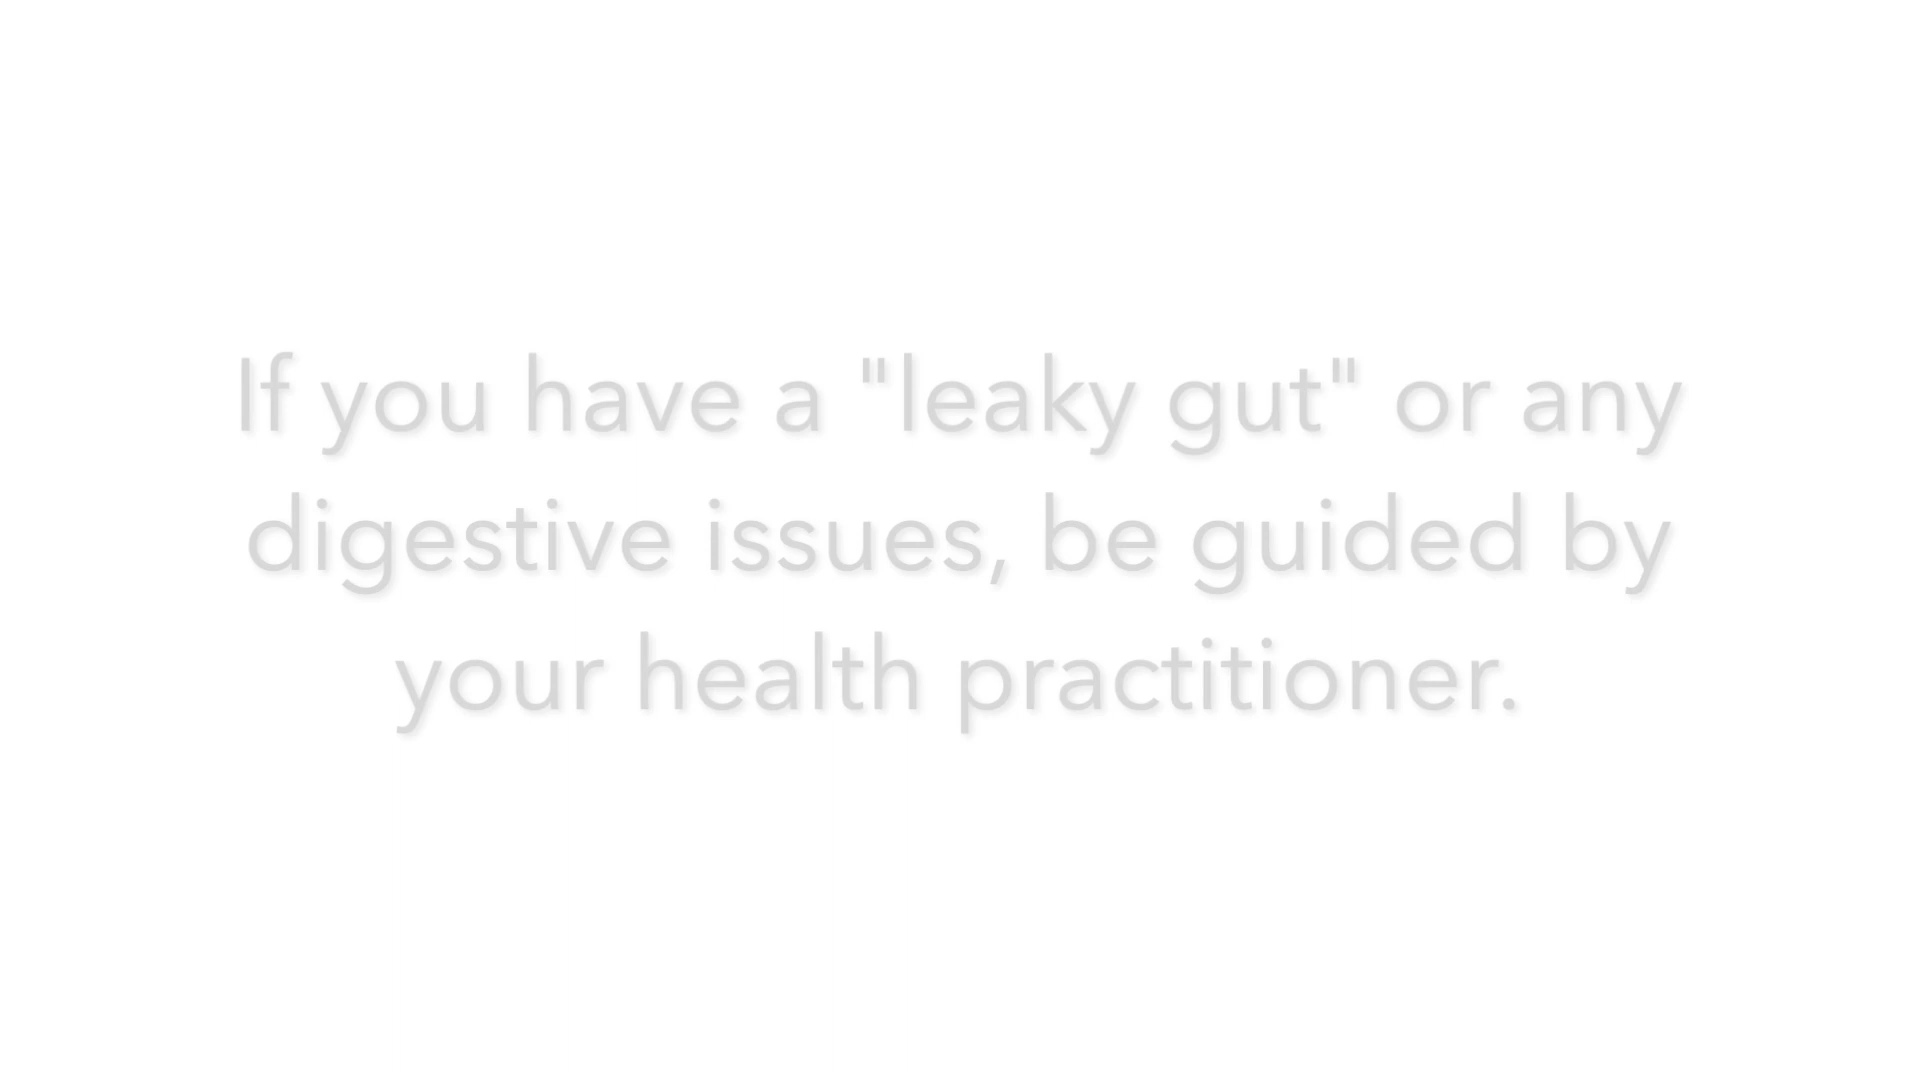 If you have a "leaky gut" or any
digestive issues, be guided by
your health practitioner.